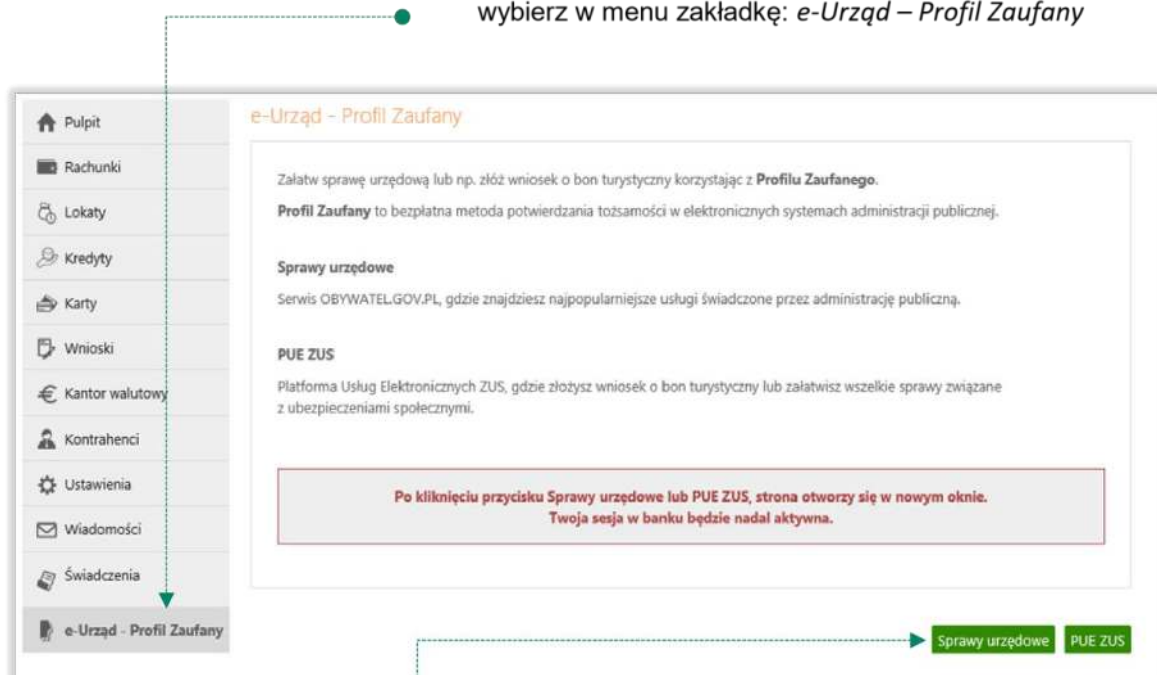 wybierz w menu zakładkę: e-Urząd – Profil Zaufany
Pulpit
Rachunki
Lokaty
Kredyty
Karty
Wnioski
Kantor walutowy
Kontrahenci
Ustawienia
Wiadomości
Świadczenia
e-Urząd - Profil Zaufany
e-Urząd - Profil Zaufany
Załatw sprawę urzędową lub np. złóż wniosek o bon turystyczny korzystając z Profilu Zaufanego.
Profil Zaufany to bezpłatna metoda potwierdzania tożsamości w elektronicznych systemach administracji publicznej.
Sprawy urzędowe
Serwis OBYWATEL.GOV.PL, gdzie znajdziesz najpopularniejsze usługi świadczone przez administrację publiczną.
PUE ZUS
Platforma Usług Elektronicznych ZUS, gdzie złożysz wniosek o bon turystyczny lub załatwisz wszelkie sprawy związane
z ubezpieczeniami społecznymi.
Po kliknięciu przycisku Sprawy urzędowe lub PUE ZUS, strona otworzy się w nowym oknie.
Twoja sesja w banku będzie nadal aktywna.
Sprawy urzędowe
PUE ZUS